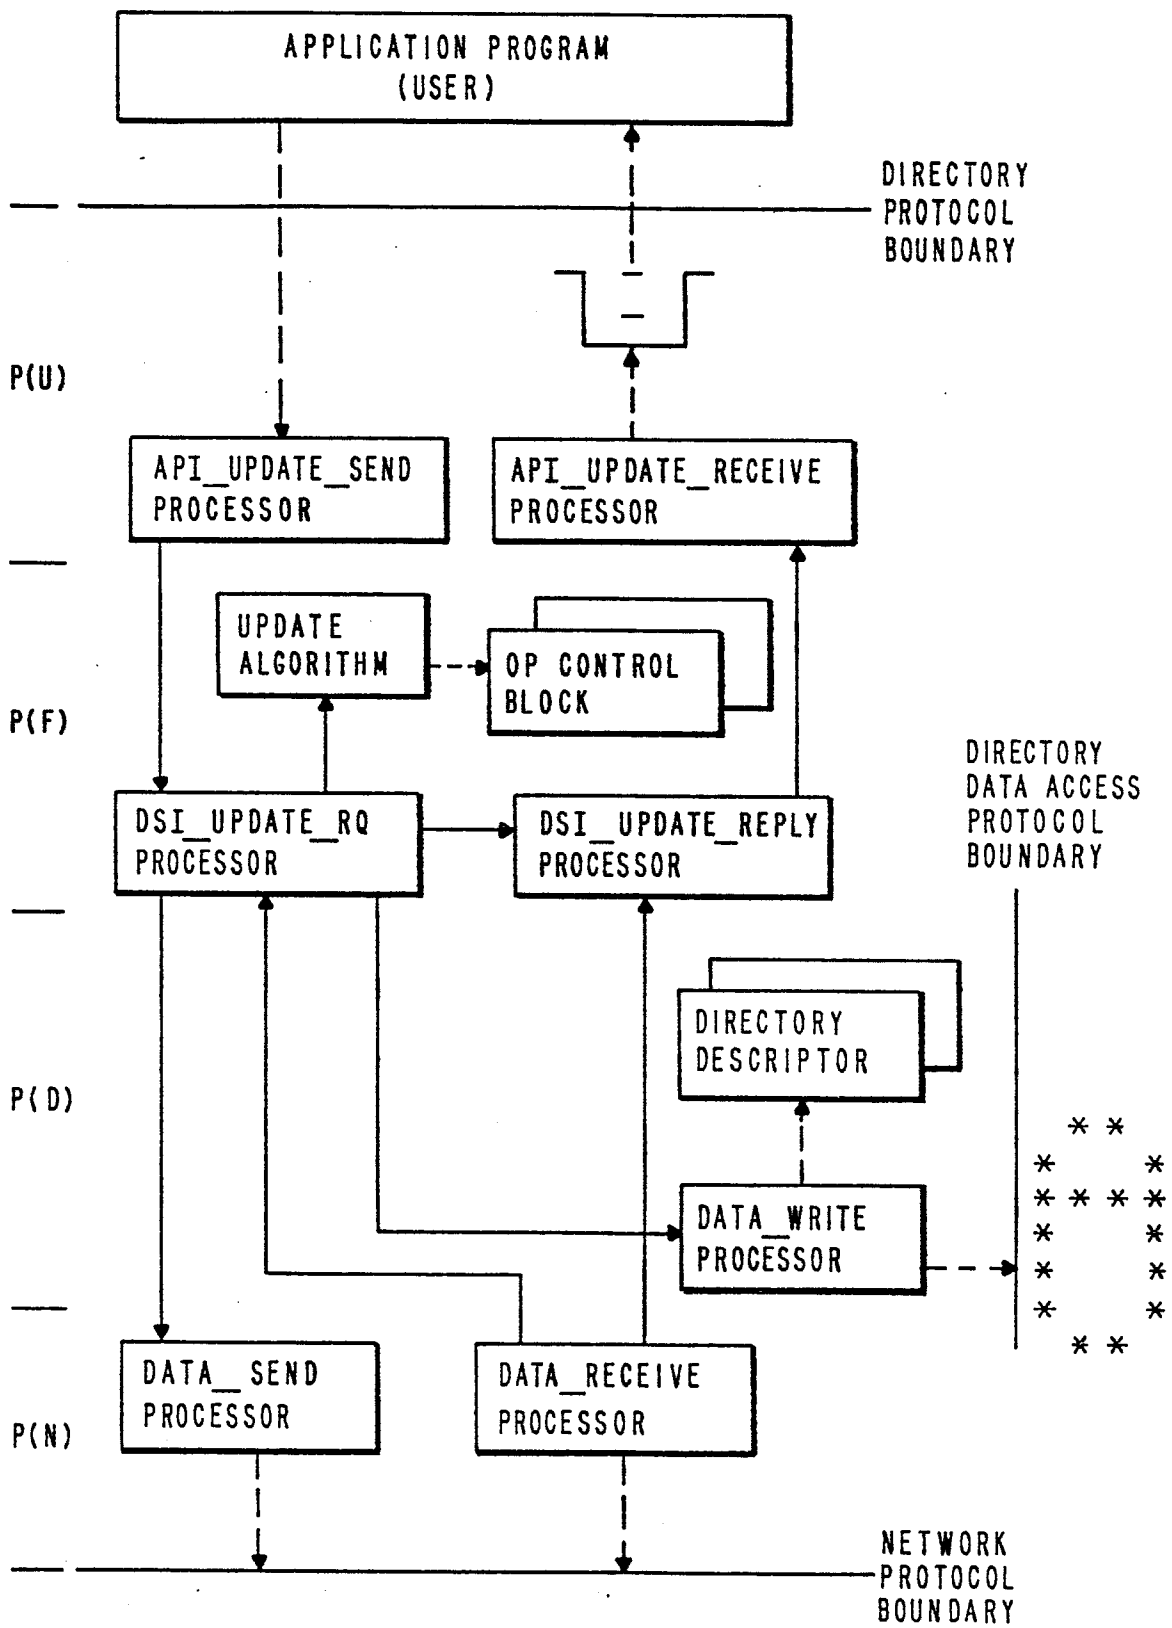 APPLICATION PROGRAM
(USER)
DIRECTORY
PROTOCOL
BOUNDARY
P(U)
API_UPDATE_SEND
PROCESSOR
API_UPDATE_RECEIVE
PROCESSOR
UPDATE
ALGORITHM
OP CONTROL
BLOCK
P(F)
DIRECTORY
DATA ACCESS
PROTOCOL
BOUNDARY
DSI_UPDATE_RQ
PROCESSOR
DSI_UPDATE_REPLY
PROCESSOR
DIRECTORY
DESCRIPTOR
P(D)
DATA_WRITE
PROCESSOR
DATA_SEND
PROCESSOR
DATA_RECEIVE
PROCESSOR
P(N)
NETWORK
PROTOCOL
BOUNDARY